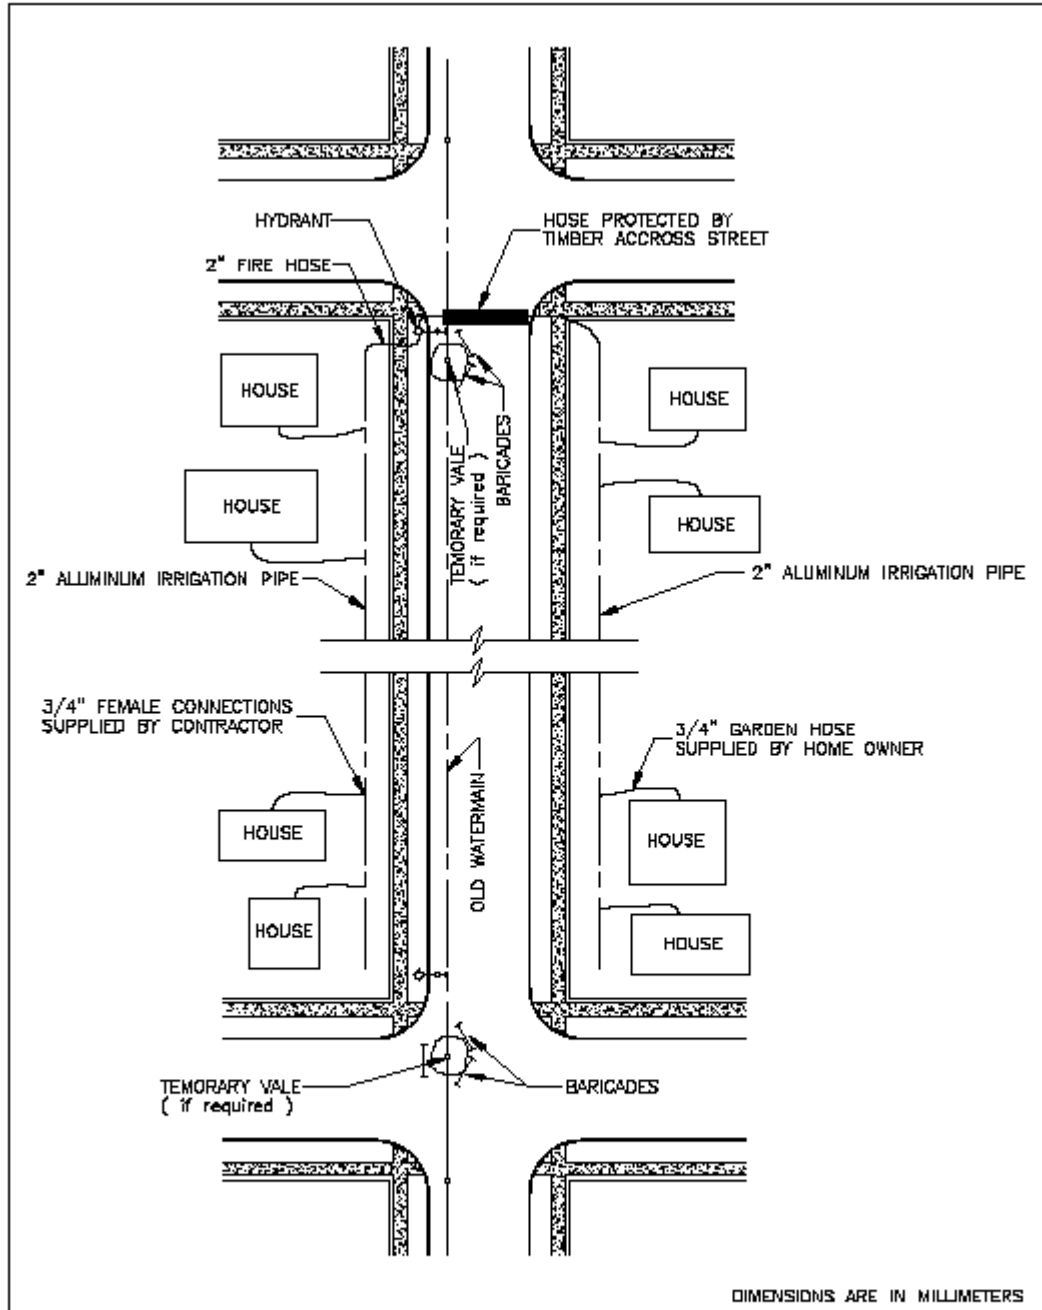 HYDRANT
HOSE PROTECTED BY
TIMBER ACCROSS STREET
2" FIRE HOSE
HOUSE
HOUSE
BARICADES
TEMORARY VALE
( if required )
HOUSE
HOUSE
2" ALUMINUM IRRIGATION PIPE
2" ALUMINUM IRRIGATION PIPE
3/4" FEMALE CONNECTIONS
SUPPLIED BY CONTRACTOR
3/4" GARDEN HOSE
SUPPLIED BY HOME OWNER
OLD WATERMAIN
HOUSE
HOUSE
HOUSE
HOUSE
TEMORARY VALE
( if required )
BARICADES
DIMENSIONS ARE IN MILLIMETERS